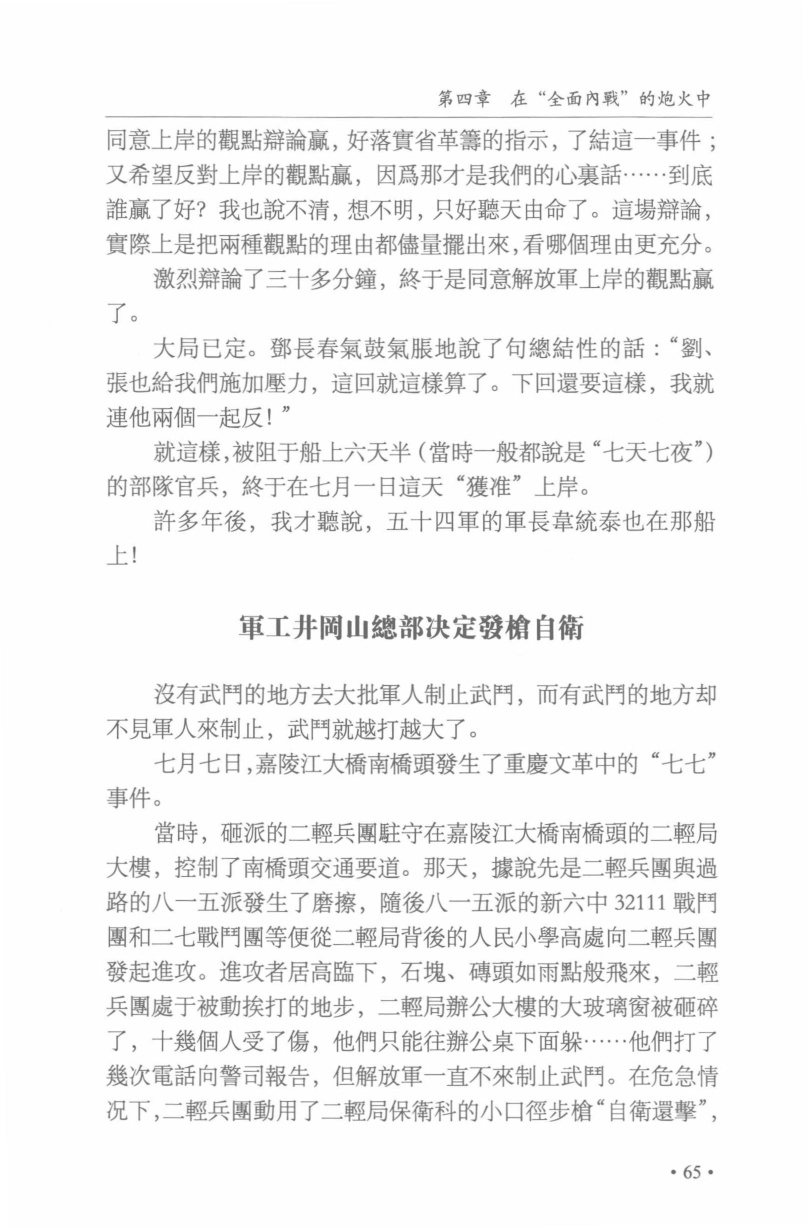 第四章　在“全面內戰”的炮火中
同意上岸的觀點辯論贏，好落實省革籌的指示，了結這一事件；
又希望反對上岸的觀點贏，因爲那才是我們的心裏話……到底
誰贏了好？我也說不清，想不明，只好聽天由命了。這場辯論，
實際上是把兩種觀點的理由都儘量擺出來，看哪個理由更充分。
激烈辯論了三十多分鐘，終于是同意解放軍上岸的觀點贏
了。
大局已定。鄧長春氣鼓氣脹地說了句總結性的話：“劉、
張也給我們施加壓力，這回就這樣算了。下回還要這樣，我就
連他兩個一起反！”
就這樣，被阻于船上六天半（當時一般都說是“七天七夜”）
的部隊官兵，終于在七月一日這天“獲准”上岸。
許多年後，我才聽說，五十四軍的軍長韋統泰也在那船
上！
軍工井岡山總部決定發槍自衛
沒有武鬥的地方去大批軍人制止武鬥，而有武鬥的地方却
不見軍人來制止，武鬥就越打越大了。
七月七日，嘉陵江大橋南橋頭發生了重慶文革中的“七七”
事件。
當時，砸派的二輕兵團駐守在嘉陵江大橋南橋頭的二輕局
大樓，控制了南橋頭交通要道。那天，據說先是二輕兵團與過
路的八一五派發生了磨擦，隨後八一五派的新六中 32111 戰鬥
團和二七戰鬥團等便從二輕局背後的人民小學高處向二輕兵團
發起進攻。進攻者居高臨下，石塊、磚頭如雨點般飛來，二輕
兵團處于被動挨打的地步，二輕局辦公大樓的大玻璃窗被砸碎
了，十幾個人受了傷，他們只能往辦公桌下面躲……他們打了
幾次電話向警司報告，但解放軍一直不來制止武鬥。在危急情
况下，二輕兵團動用了二輕局保衛科的小口徑步槍“自衛還擊”，
·65·